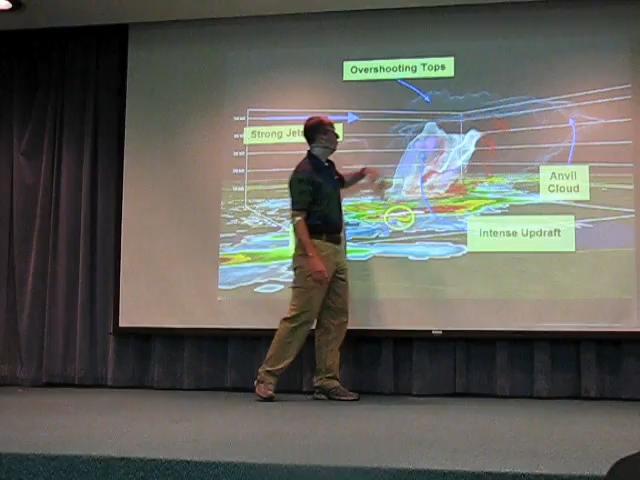 Overshooting Tops
Strong Jet
Anvil
Cloud
Intense Updraft